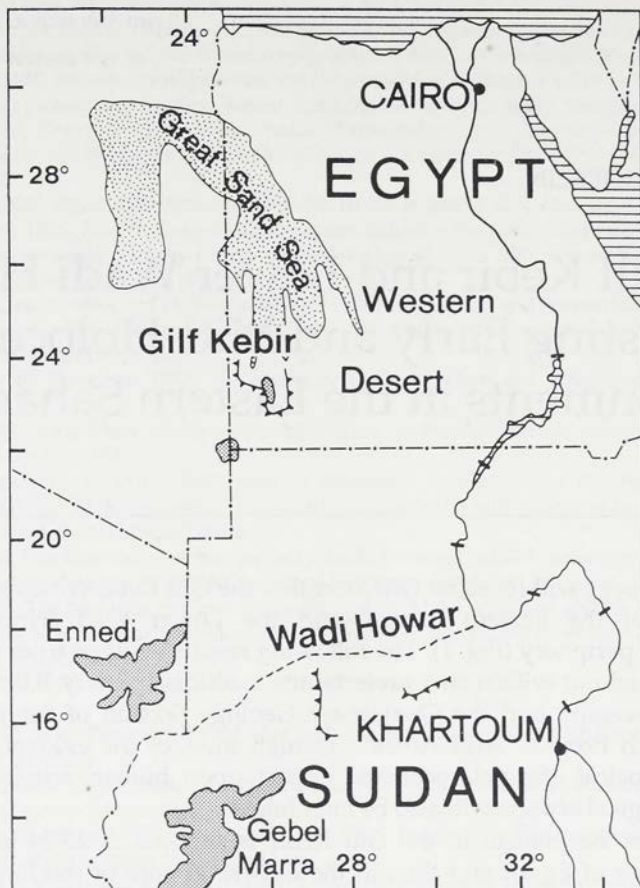 24°
CAIRO
28°
EGYPT
Great Sand Sea
Western
Desert
Gilf Kebir
24°
20°
Ennedi
Wadi Howar
16°
KHARTOUM
SUDAN
Gebel
Marra
28°
32°